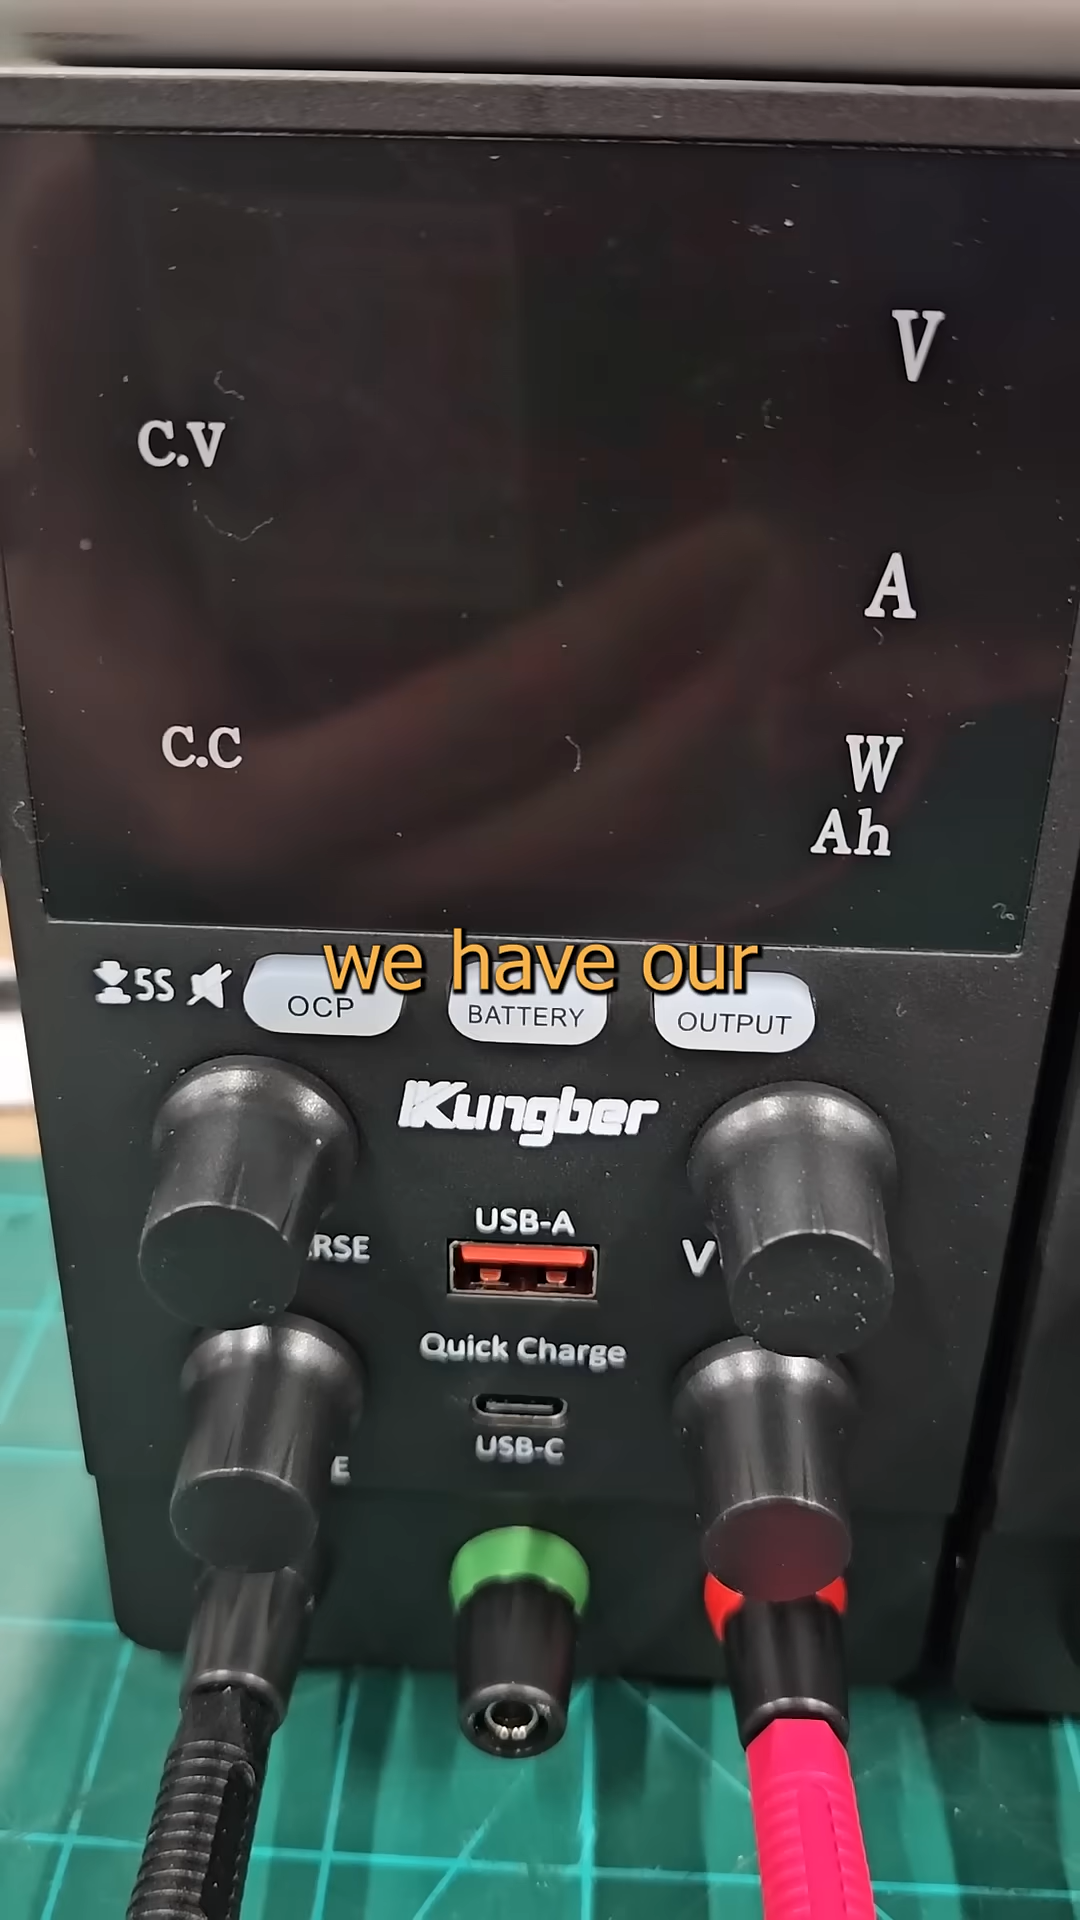 V
C.V
A
C.C
W
Ah
we have our
5S
OCP
BATTERY
OUTPUT
Kungber
USB-A
RSE
V
Quick Charge
USB-C
E